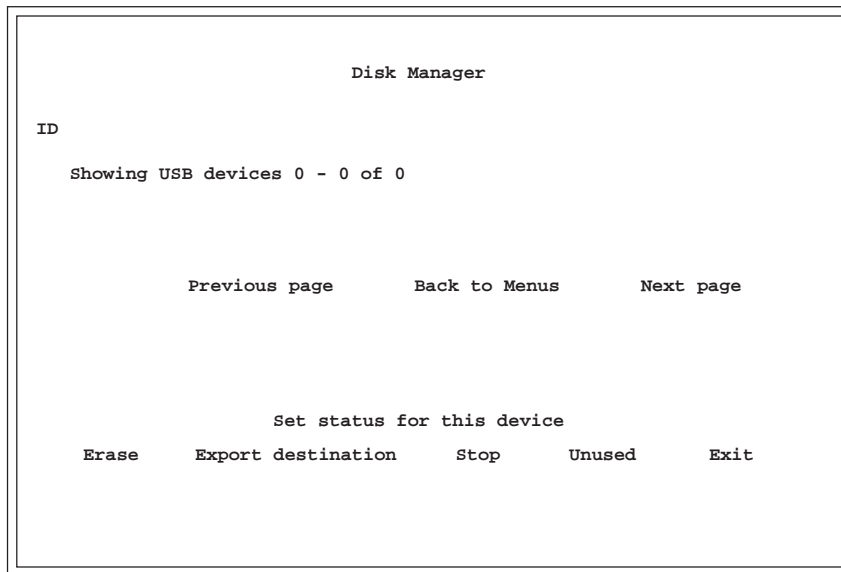 Disk Manager
ID
Showing USB devices 0 - 0 of 0
Previous page Back to Menus Next page
Set status for this device
Erase Export destination Stop Unused Exit